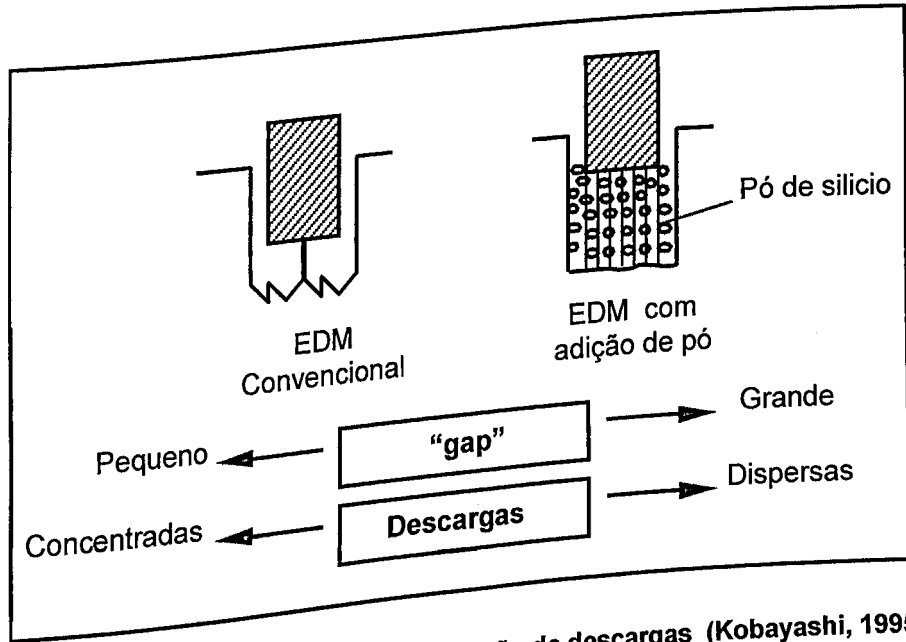 Pó de silicio
EDM
Convencional
EDM com
adição de pó
Pequeno
"gap"
Grande
Concentradas
Descargas
Dispersas
de descargas (Kobayashi, 1995